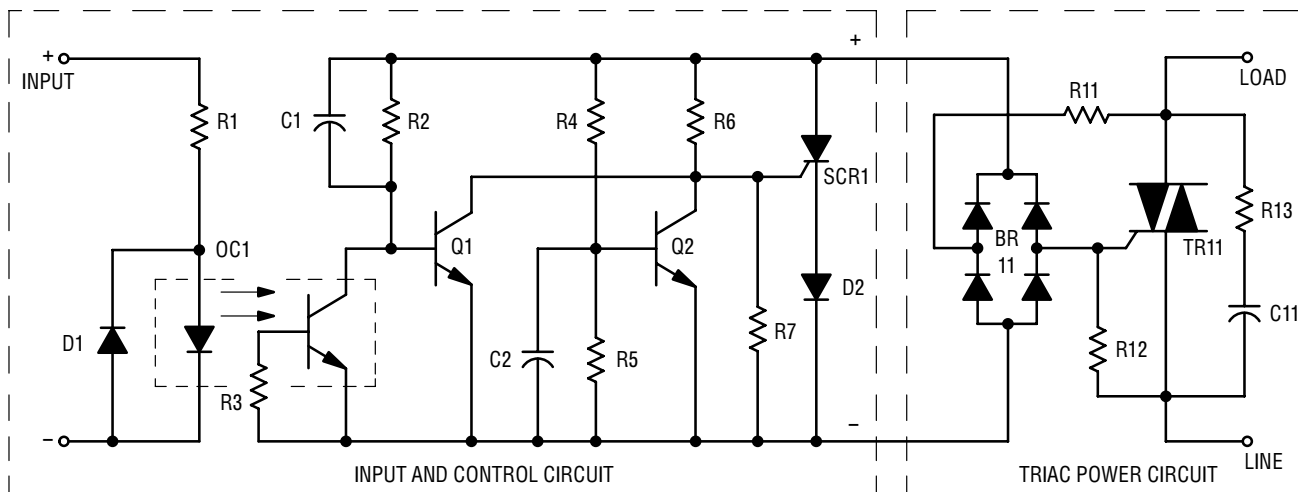 +
INPUT
R1
C1
R2
R4
R6
+
SCR1
R11
LOAD
R13
TR11
BR
11
OC1
Q1
Q2
D1
D2
R3
C2
R5
R7
R12
C11
−
−
LINE
INPUT AND CONTROL CIRCUIT
TRIAC POWER CIRCUIT